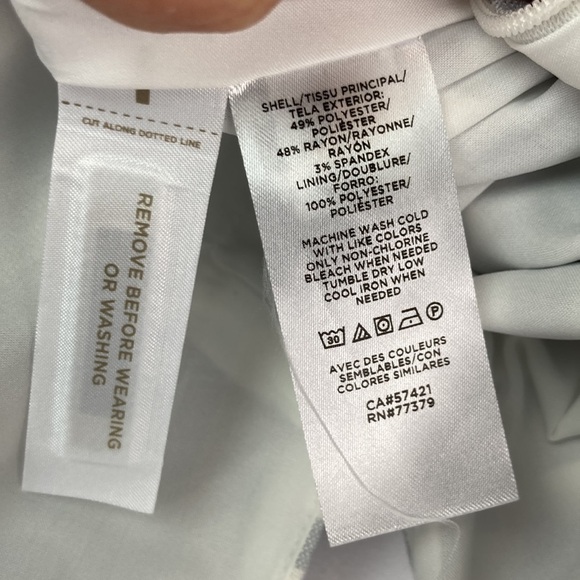 CUT ALONG DOTTED LINE
REMOVE BEFORE WEARING
OR WASHING
SHELL/TISSU PRINCIPAL/
TELA EXTERIOR:
49% POLYESTER/
POLIÉSTER
48% RAYON/RAYONNE/
RAYÓN
3% SPANDEX
LINING/DOUBLURE/
FORRO:
100% POLYESTER/
POLIÉSTER
MACHINE WASH COLD
WITH LIKE COLORS
ONLY NON-CHLORINE
BLEACH WHEN NEEDED
TUMBLE DRY LOW
COOL IRON WHEN
NEEDED
30 P
AVEC DES COULEURS
SEMBLABLES/CON
COLORES SIMILARES
CA#57421
RN#77379